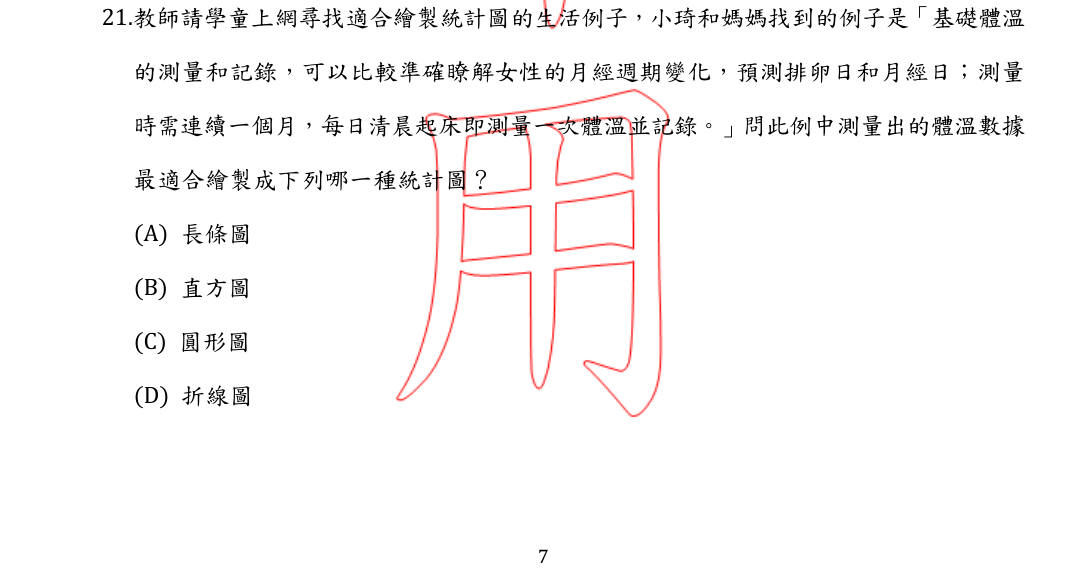 21.教師請學童上網尋找適合繪製統計圖的生活例子，小琦和媽媽找到的例子是「基礎體溫
的測量和記錄，可以比較準確瞭解女性的月經週期變化，預測排卵日和月經日；測量
時需連續一個月，每日清晨起床即測量一次體溫並記錄。」問此例中測量出的體溫數據
最適合繪製成下列哪一種統計圖？
(A) 長條圖
(B) 直方圖
(C) 圓形圖
(D) 折線圖
用
7